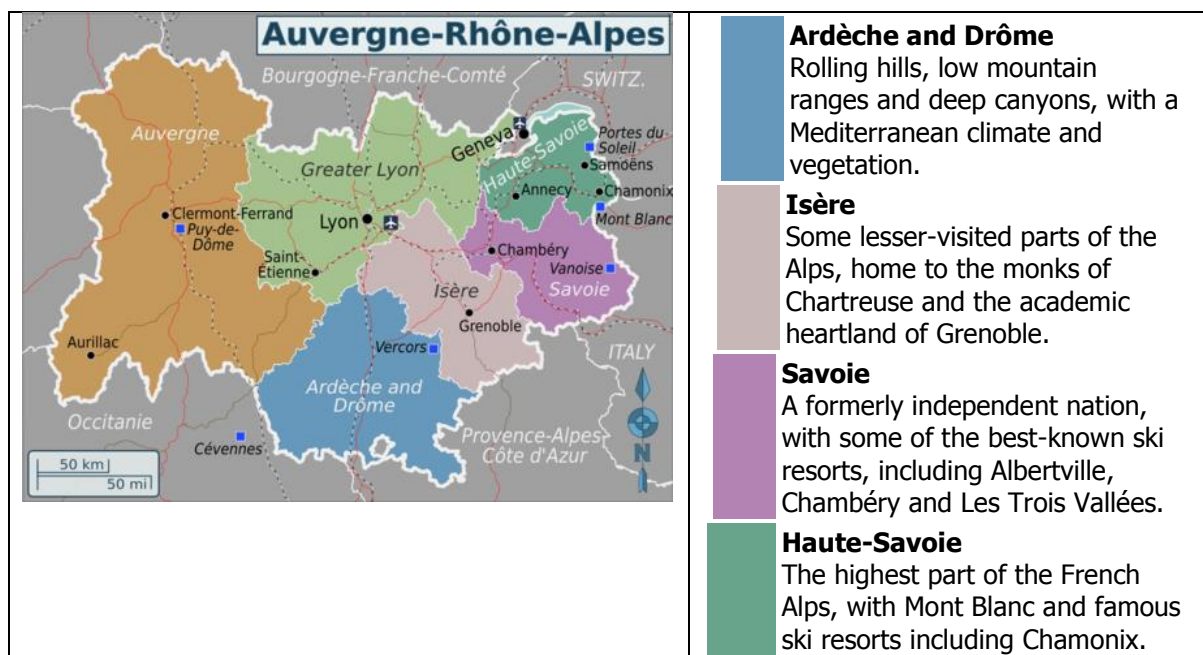 Auvergne-Rhône-Alpes
Bourgogne-Franche-Comté
SWITZ.
Auvergne
Geneva
Haute-Savoie
Portes du
Soleil
Greater Lyon
Samoëns
Annecy
Chamonix
Clermont-Ferrand
Lyon
Mont Blanc
Puy-de-
Dôme
Chambéry
Saint-
Étienne
Vanoise
Isère
Savoie
Grenoble
Aurillac
Vercors
ITALY
Ardèche and
Drôme
Occitanie
Provence-Alpes-
Côte d'Azur
Cévennes
N
50 km
50 mi
Ardèche and Drôme
Rolling hills, low mountain
ranges and deep canyons, with a
Mediterranean climate and
vegetation.
Isère
Some lesser-visited parts of the
Alps, home to the monks of
Chartreuse and the academic
heartland of Grenoble.
Savoie
A formerly independent nation,
with some of the best-known ski
resorts, including Albertville,
Chambéry and Les Trois Vallées.
Haute-Savoie
The highest part of the French
Alps, with Mont Blanc and famous
ski resorts including Chamonix.